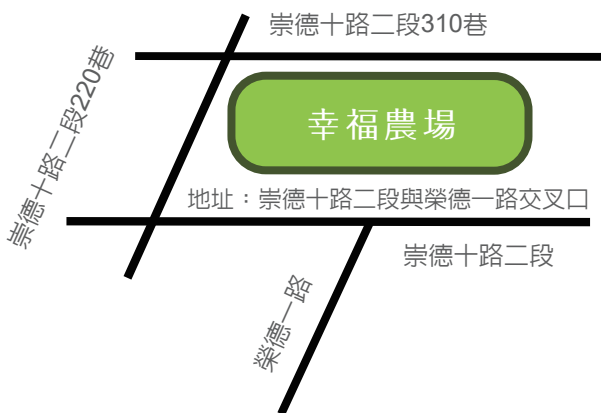 崇德十路二段310巷
崇德十路二段220巷
幸福農場
地址：崇德十路二段與榮德一路交叉口
崇德十路二段
榮德一路